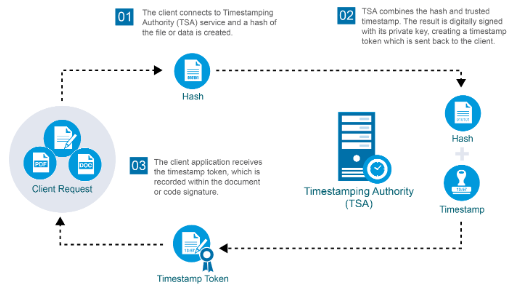 01
The client connects to Timestamping
Authority (TSA) service and a hash of
the file or data is created.
02
TSA combines the hash and trusted
timestamp. The result is digitally signed
with its private key, creating a timestamp
token which is sent back to the client.
Hash
Hash
PDF
DOC
Client Request
03
The client application receives
the timestamp token, which is
recorded within the document
or code signature.
Timestamping Authority
(TSA)
Timestamp
Timestamp Token